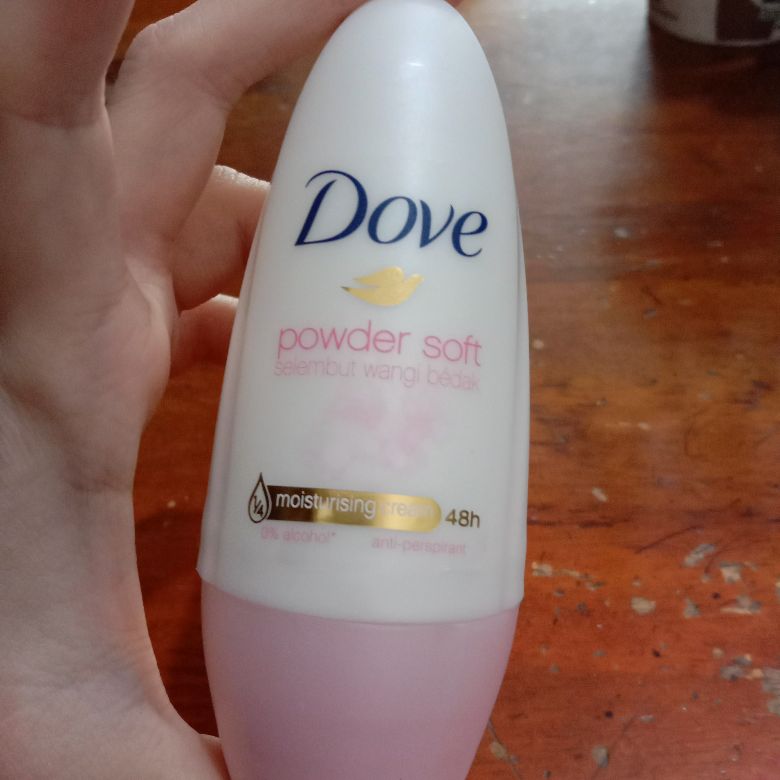 Dove
powder soft
selembut wangi bedak
1/4 moisturising cream 48h
0% alcohol* anti-perspirant